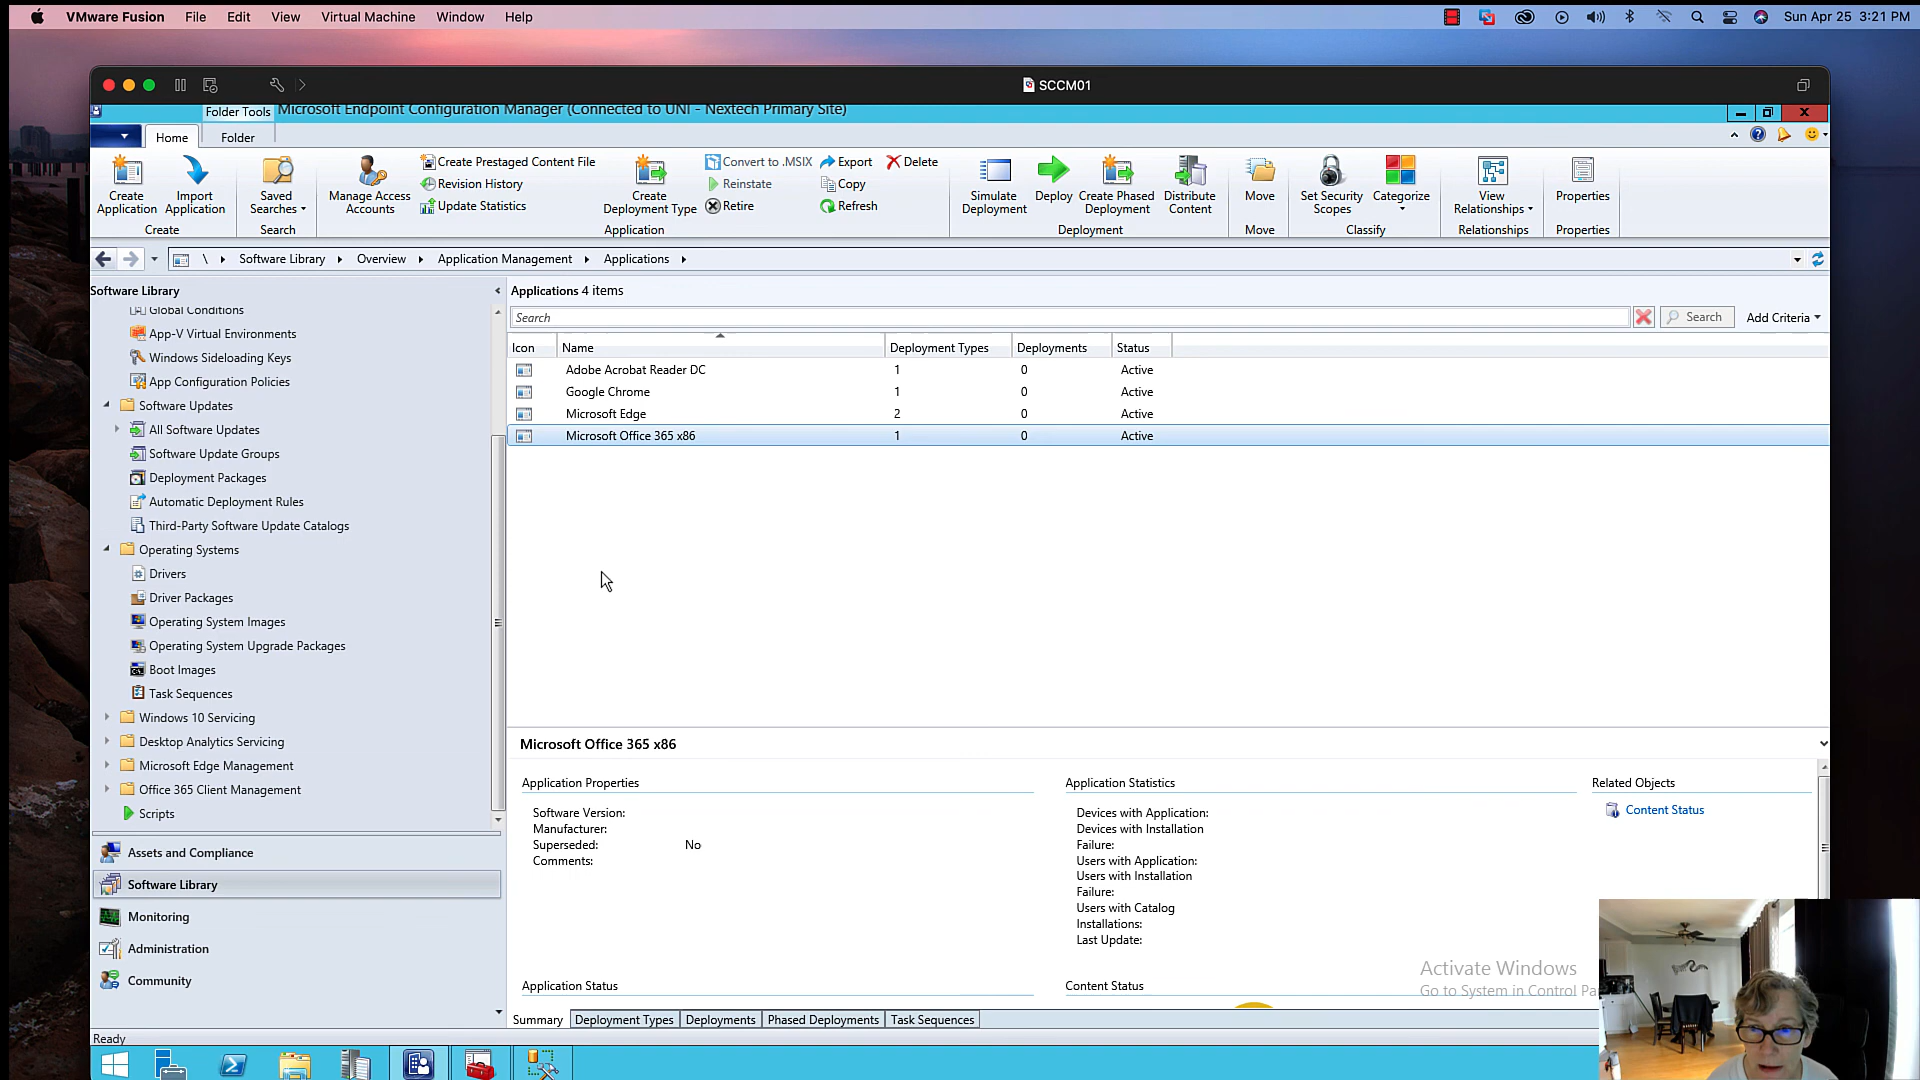 VMware Fusion File Edit View Virtual Machine Window Help Sun Apr 25 3:21 PM
SCCM01
Folder Tools Microsoft Endpoint Configuration Manager (Connected to UNI - Nextech Primary Site)
Home Folder
Create Application
Import Application
Create
Saved Searches
Search
Manage Access Accounts
Create Prestaged Content File
Revision History
Update Statistics
Create Deployment Type
Convert to .MSIX
Reinstate
Retire
Export
Copy
Refresh
Delete
Application
Simulate Deployment
Deploy
Create Phased Deployment
Distribute Content
Deployment
Move
Move
Set Security Scopes
Categorize
Classify
View Relationships
Relationships
Properties
Properties
\ Software Library Overview Application Management Applications
Software Library
Global Conditions
App-V Virtual Environments
Windows Sideloading Keys
App Configuration Policies
Software Updates
All Software Updates
Software Update Groups
Deployment Packages
Automatic Deployment Rules
Third-Party Software Update Catalogs
Operating Systems
Drivers
Driver Packages
Operating System Images
Operating System Upgrade Packages
Boot Images
Task Sequences
Windows 10 Servicing
Desktop Analytics Servicing
Microsoft Edge Management
Office 365 Client Management
Scripts
Assets and Compliance
Software Library
Monitoring
Administration
Community
Applications 4 items
Search Search Add Criteria
Icon Name Deployment Types Deployments Status
Adobe Acrobat Reader DC 1 0 Active
Google Chrome 1 0 Active
Microsoft Edge 2 0 Active
Microsoft Office 365 x86 1 0 Active
Microsoft Office 365 x86
Application Properties
Software Version:
Manufacturer:
Superseded: No
Comments:
Application Statistics
Devices with Application:
Devices with Installation
Failure:
Users with Application:
Users with Installation
Failure:
Users with Catalog
Installations:
Last Update:
Related Objects
Content Status
Application Status
Content Status
Activate Windows
Go to System in Control
Summary Deployment Types Deployments Phased Deployments Task Sequences
Ready